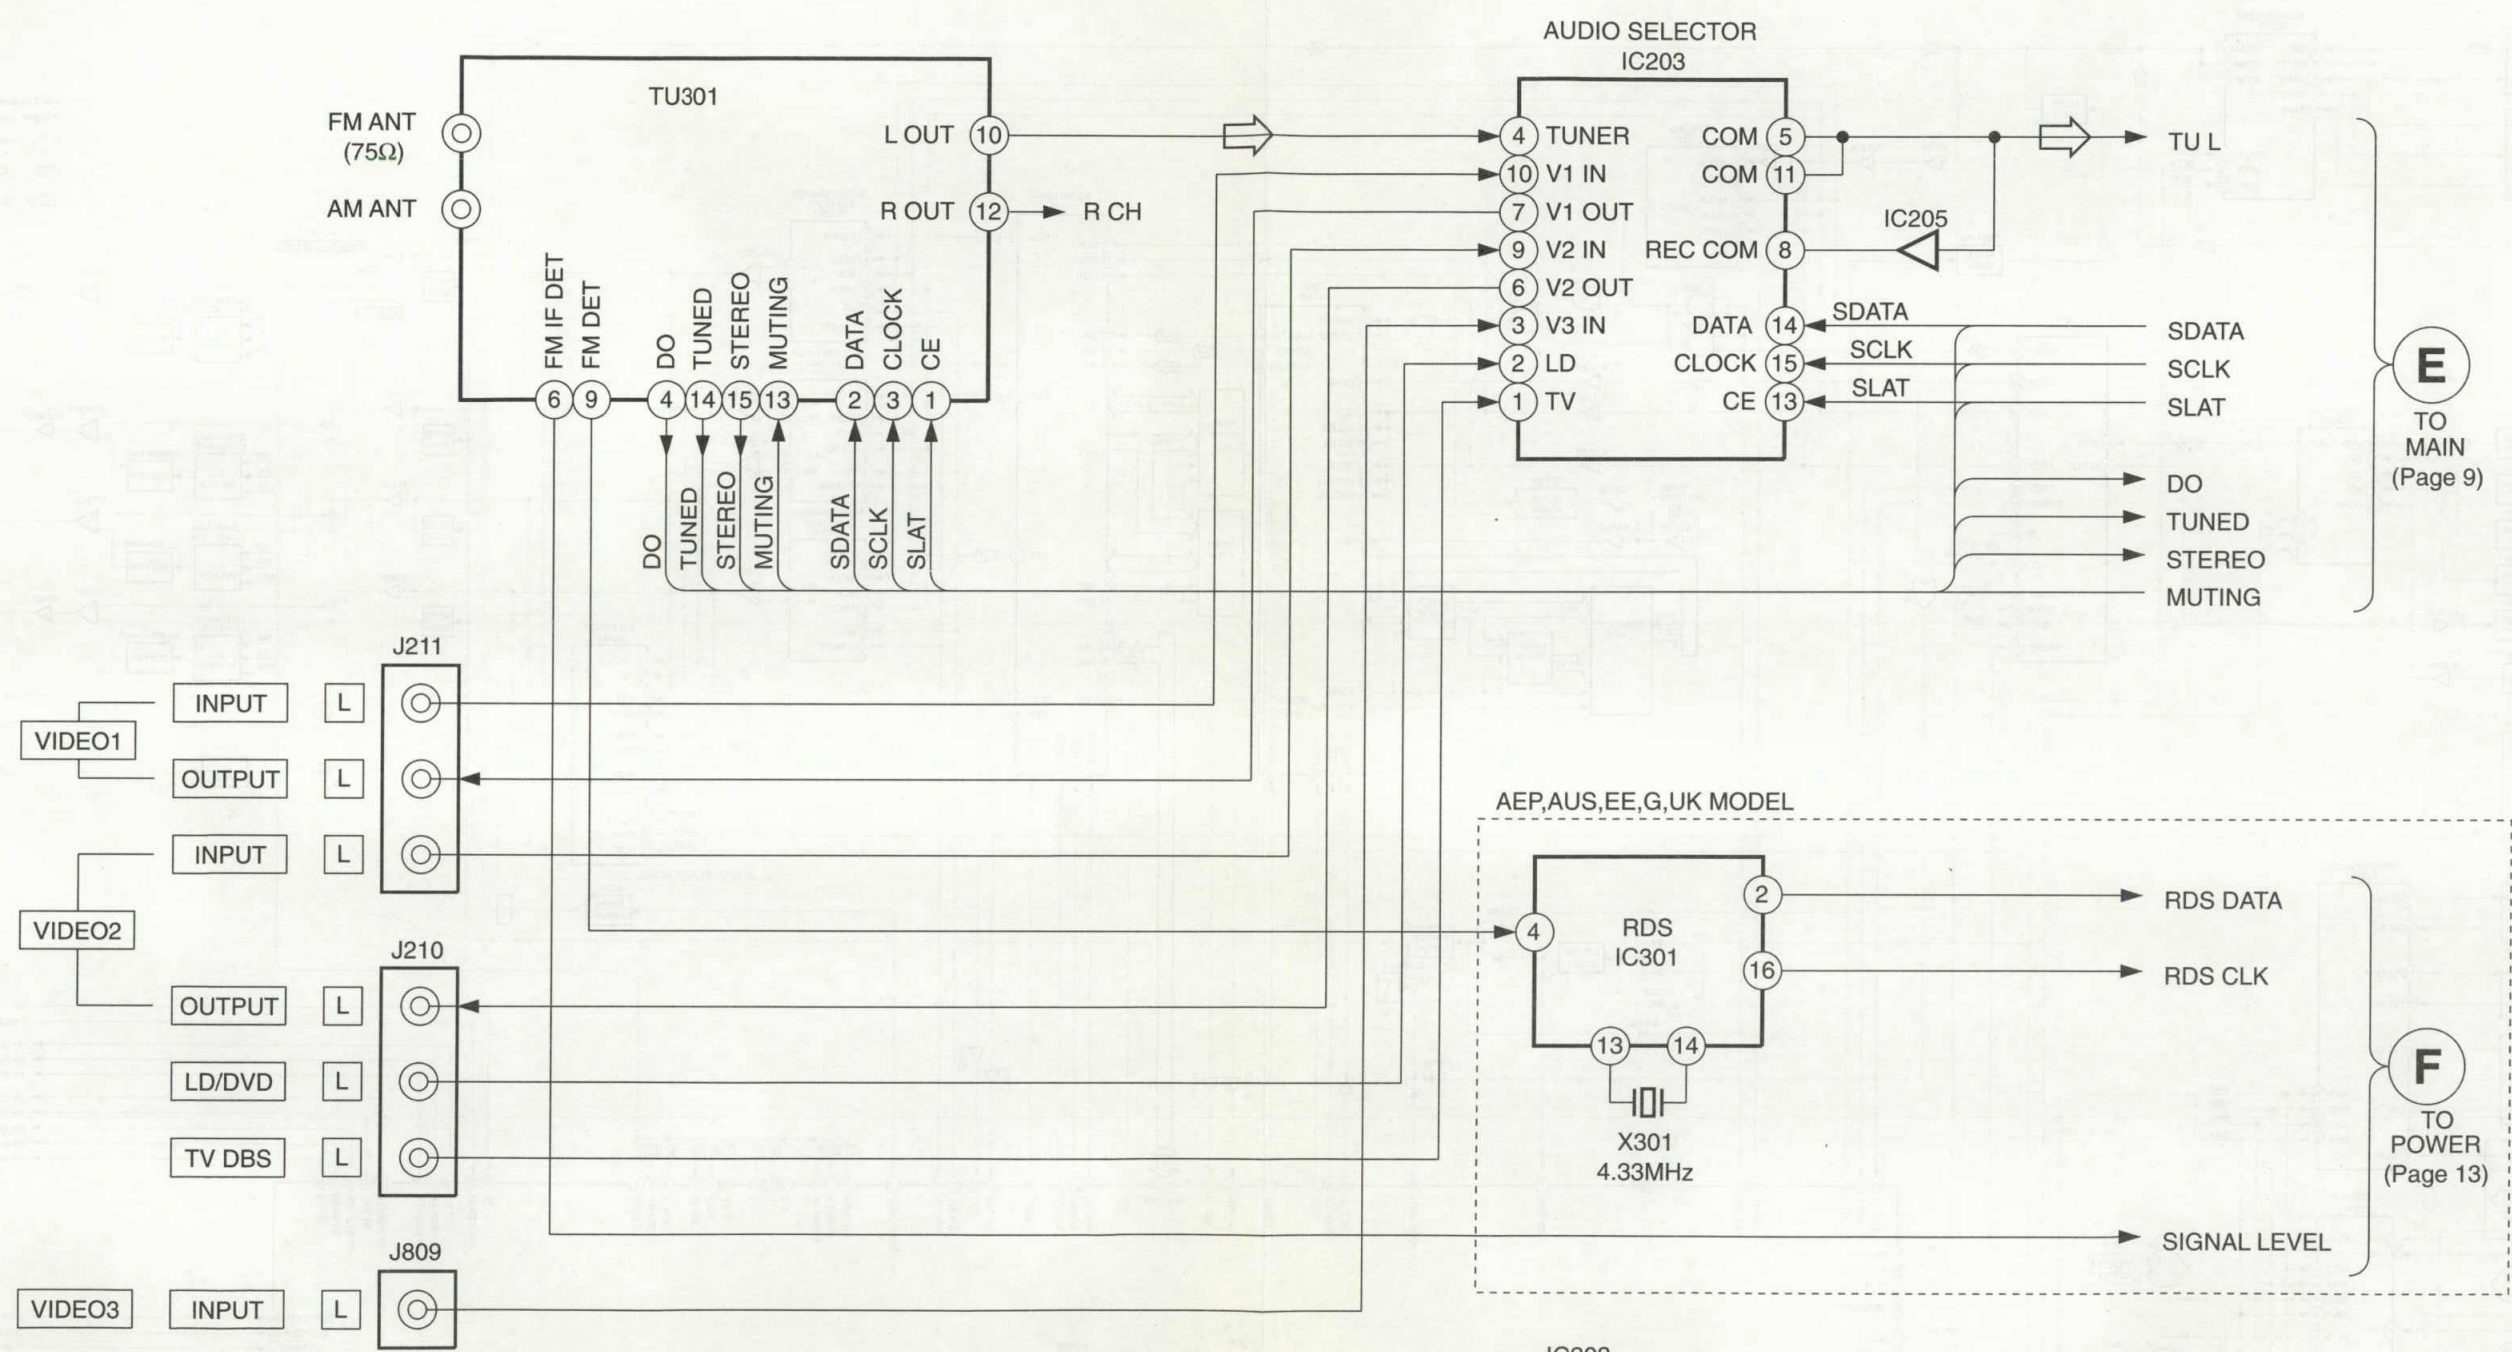 AUDIO SELECTOR
IC203
TU301
FM ANT
(75Ω)
AM ANT
L OUT 10
R OUT 12
R CH
FM IF DET
FM DET
DO
TUNED
STEREO
MUTING
DATA
CLOCK
CE
6 9 4 14 15 13 2 3 1
DO
TUNED
STEREO
MUTING
SDATA
SCLK
SLAT
4 TUNER
10 V1 IN
7 V1 OUT
9 V2 IN
6 V2 OUT
3 V3 IN
2 LD
1 TV
COM 5
COM 11
REC COM 8
DATA 14
CLOCK 15
CE 13
IC205
SDATA
SCLK
SLAT
TU L
SDATA
SCLK
SLAT
DO
TUNED
STEREO
MUTING
E
TO
MAIN
(Page 9)
J211
VIDEO1
INPUT L
OUTPUT L
VIDEO2
INPUT L
J210
OUTPUT L
LD/DVD L
TV DBS L
J809
VIDEO3 INPUT L
AEP,AUS,EE,G,UK MODEL
RDS
IC301
4
2
16
13 14
X301
4.33MHz
RDS DATA
RDS CLK
SIGNAL LEVEL
F
TO
POWER
(Page 13)